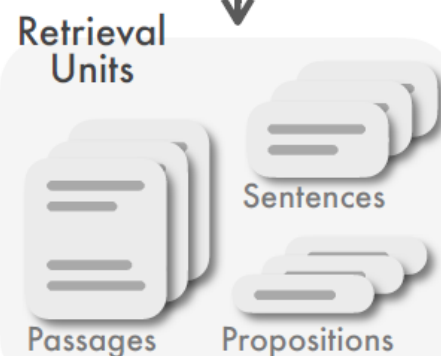 Retrieval
Units
Sentences
Passages
Propositions